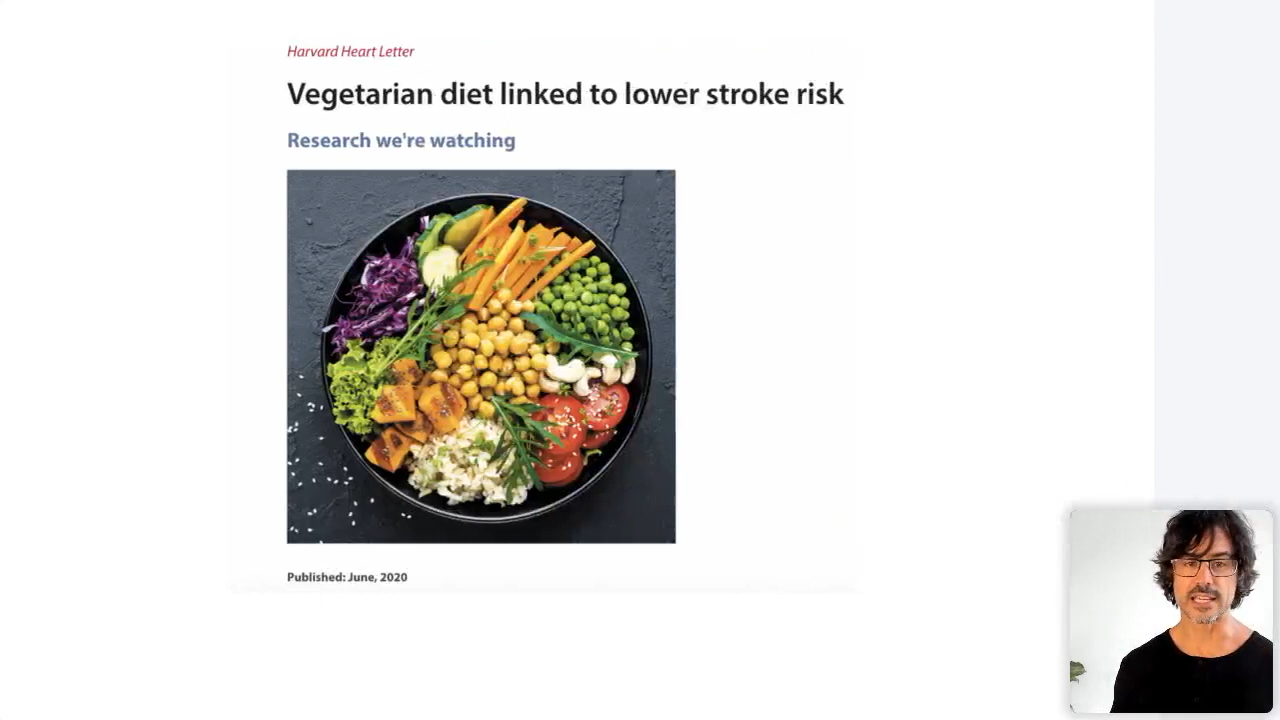 Harvard Heart Letter
Vegetarian diet linked to lower stroke risk
Research we're watching
Published: June, 2020